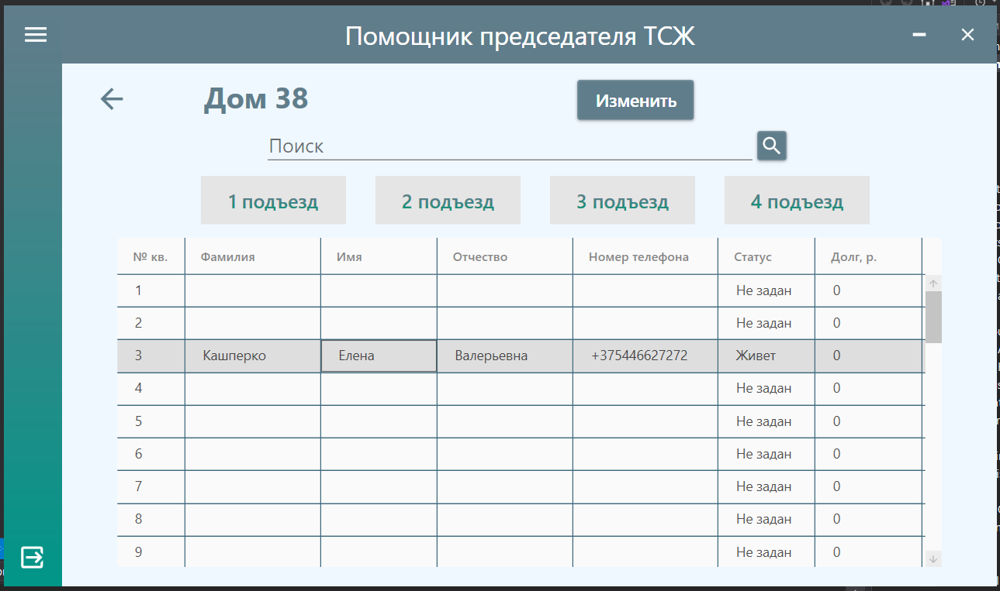 Помощник председателя ТСЖ
Дом 38
Изменить
Поиск
1 подъезд 2 подъезд 3 подъезд 4 подъезд
№ кв. Фамилия Имя Отчество Номер телефона Статус Долг, р.
1 Не задан 0
2 Не задан 0
3 Кашперко Елена Валерьевна +375446627272 Живет 0
4 Не задан 0
5 Не задан 0
6 Не задан 0
7 Не задан 0
8 Не задан 0
9 Не задан 0